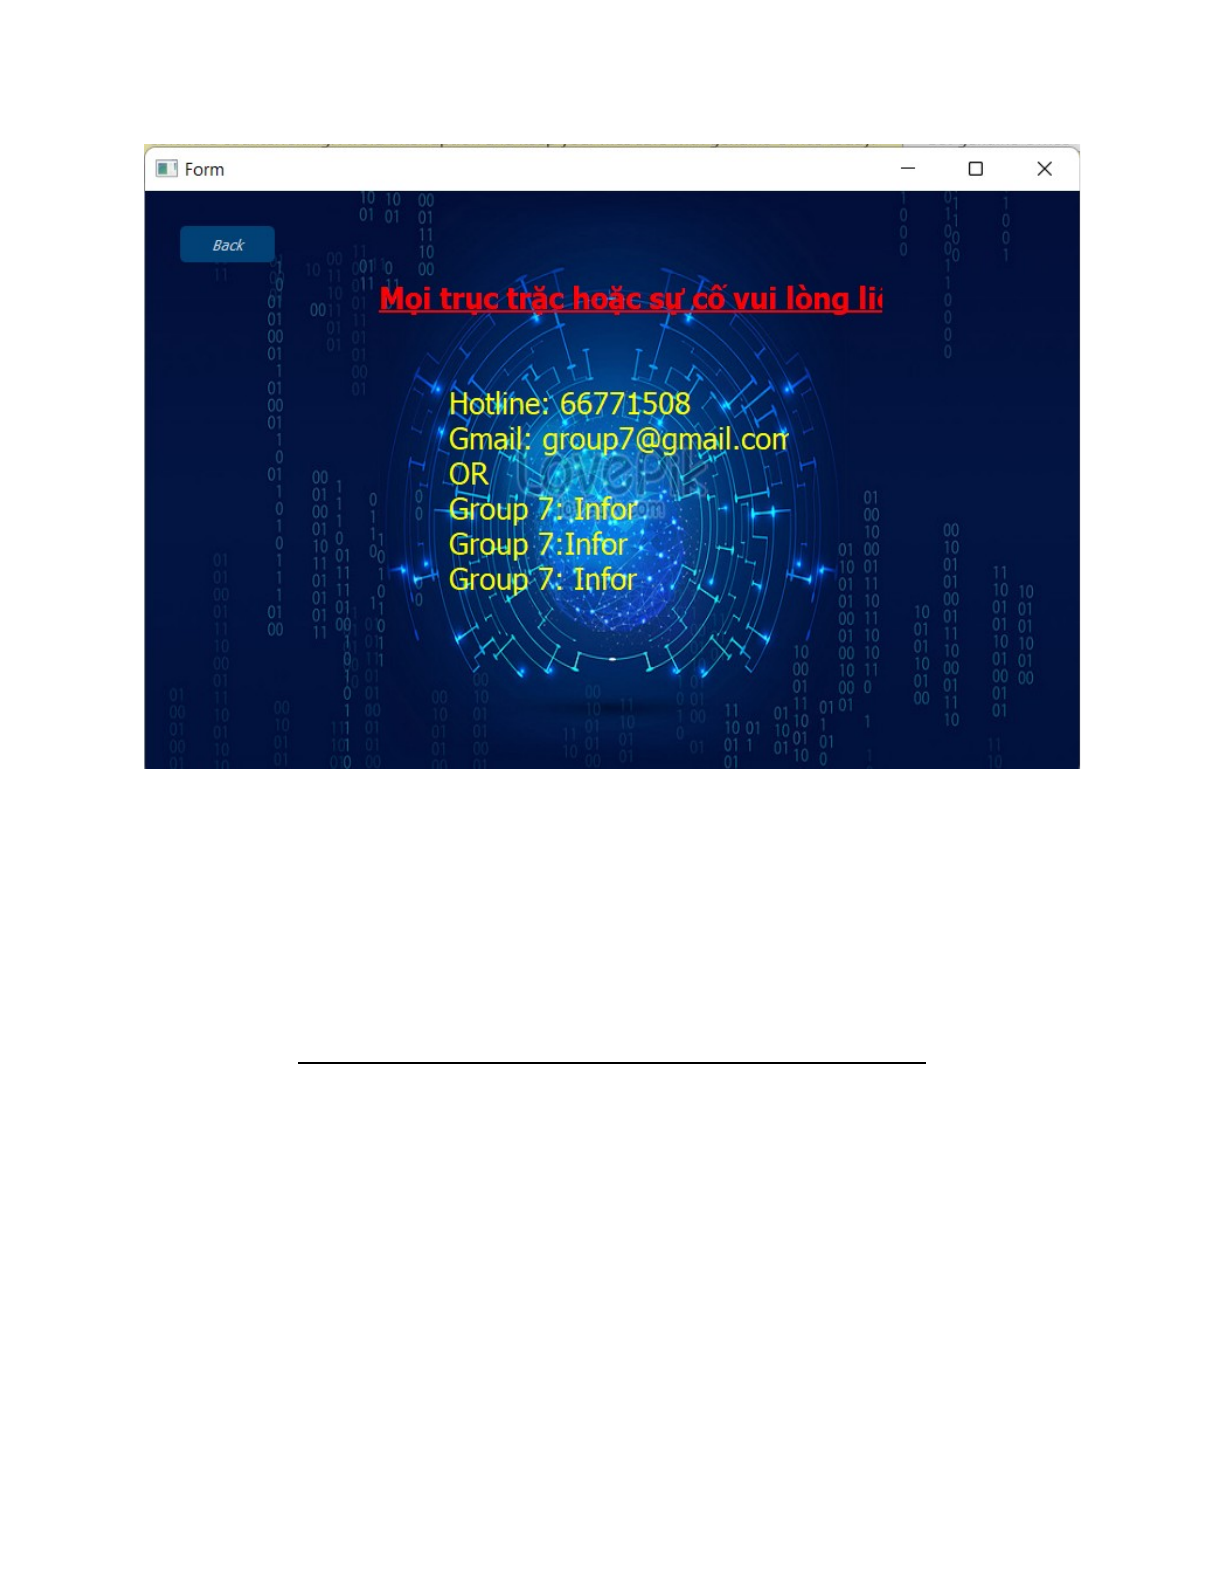 Form
Back
Mọi trục trặc hoặc sự cố vui lòng
Hotline: 66771508
Gmail: group7@gmail.com
OR
Group 7: Infor
Group 7:Infor
Group 7: Infor
Lovepik